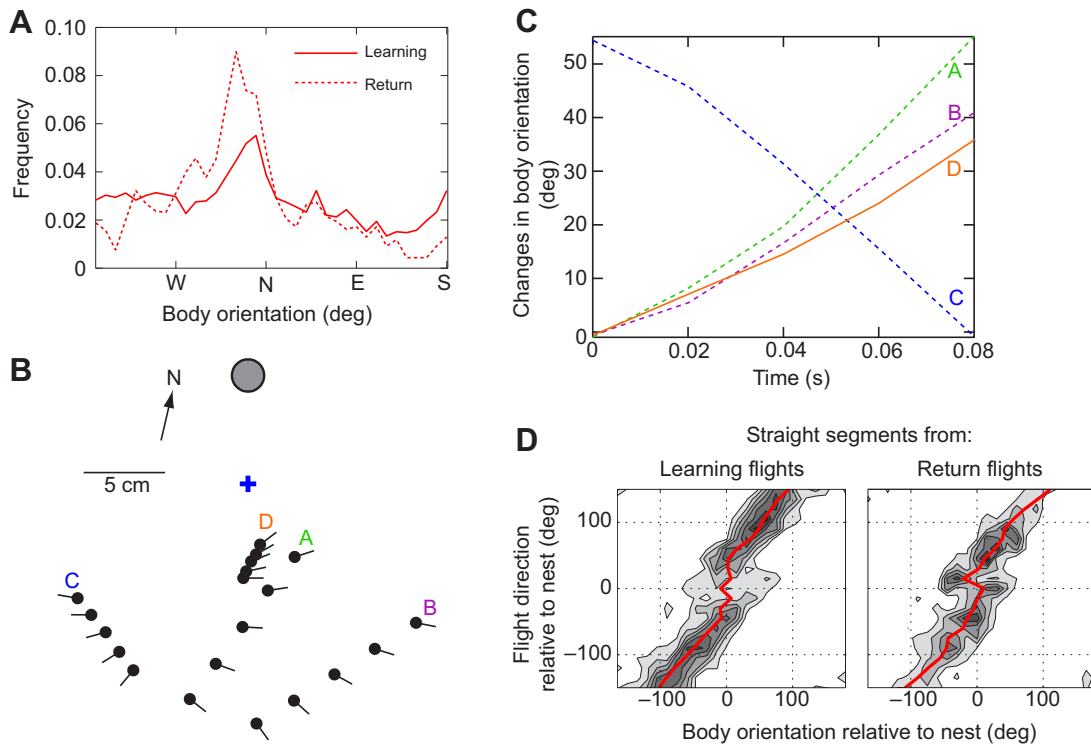 A
0.10
0.08
0.06
0.04
0.02
0
Frequency
Learning
Return
W
N
E
S
Body orientation (deg)
B
N
5 cm
D
A
C
B
C
50
40
30
20
10
0
Changes in body orientation
(deg)
A
B
D
C
0
0.02
0.04
0.06
0.08
Time (s)
D
Straight segments from:
Learning flights
Return flights
Flight direction
relative to nest (deg)
100
0
−100
−100
0
100
−100
0
100
Body orientation relative to nest (deg)